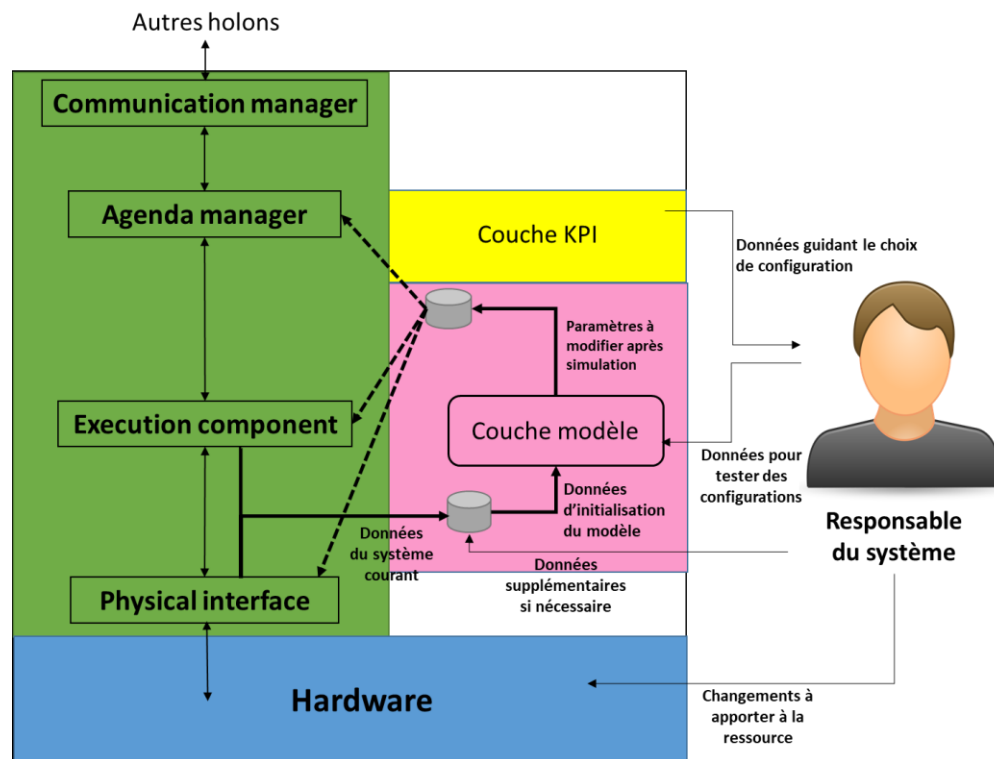 Autres holons
Communication manager
Agenda manager
Couche KPI
Données guidant le choix
de configuration
Paramètres à
modifier après
simulation
Execution component
Couche modèle
Données pour
tester des
configurations
Données
d’initialisation
du modèle
Données
du système
courant
Responsable
du système
Données
supplémentaires
si nécessaire
Physical interface
Hardware
Changements à
apporter à la
ressource